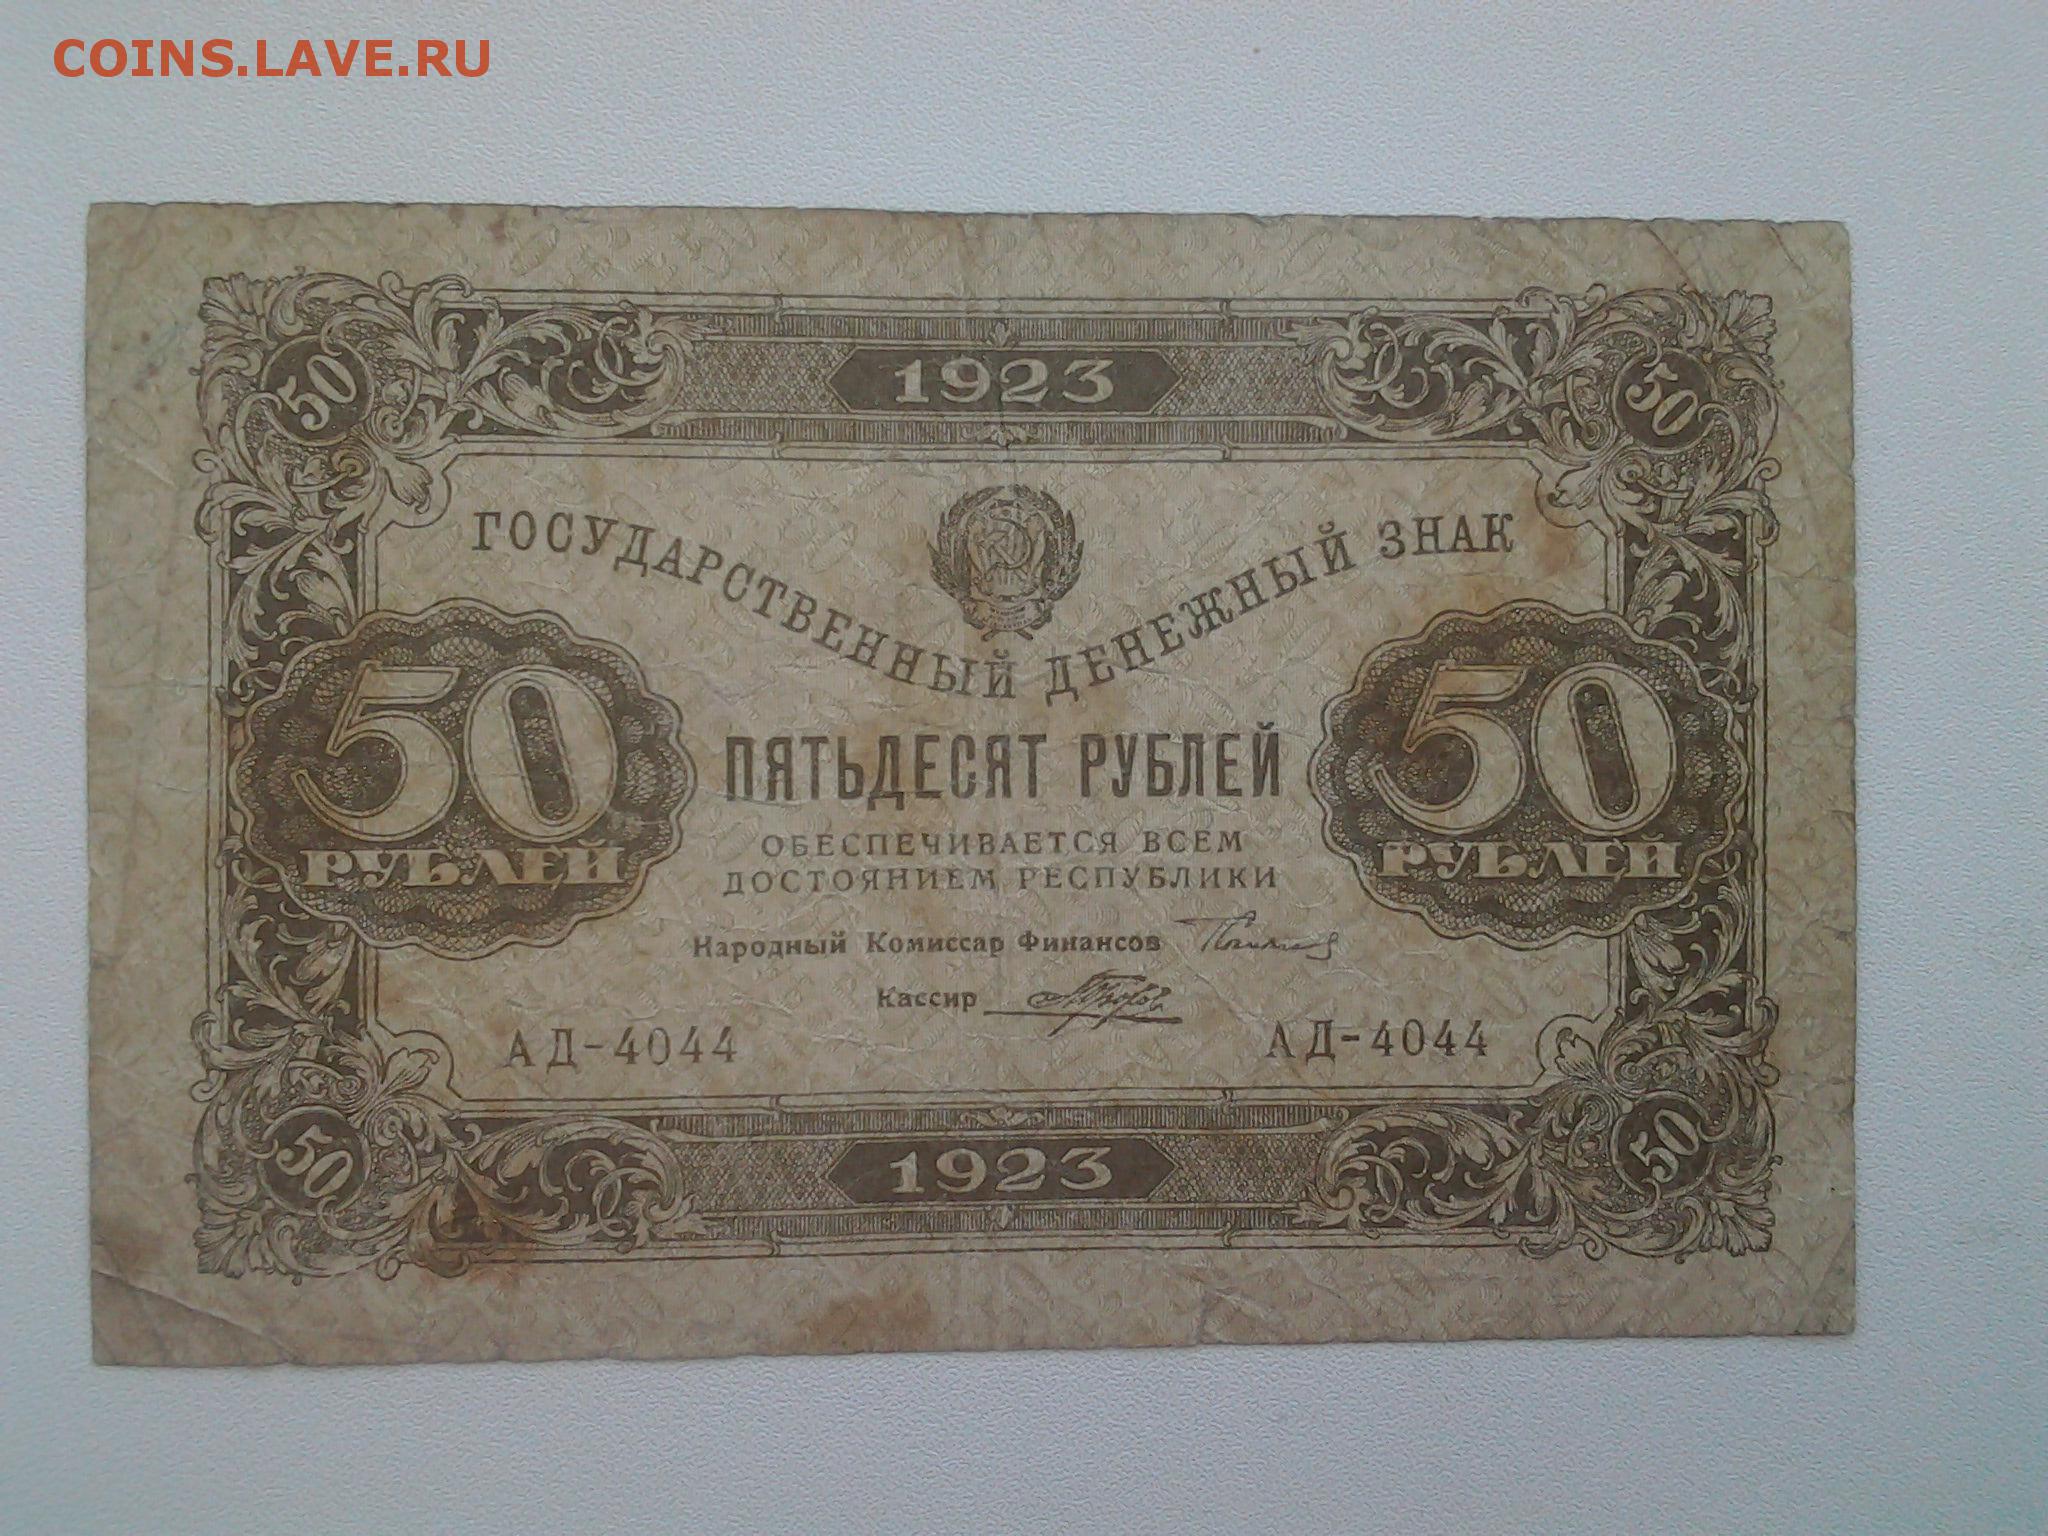 COINS.LAVE.RU
1923
50 50
ГОСУДАРСТВЕННЫЙ ДЕНЕЖНЫЙ ЗНАК
50 РУБЛЕЙ
ПЯТЬДЕСЯТ РУБЛЕЙ
50 РУБЛЕЙ
ОБЕСПЕЧИВАЕТСЯ ВСЕМ
ДОСТОЯНИЕМ РЕСПУБЛИКИ
Народный Комиссар Финансов
Кассир
АД-4044 АД-4044
50 50
1923